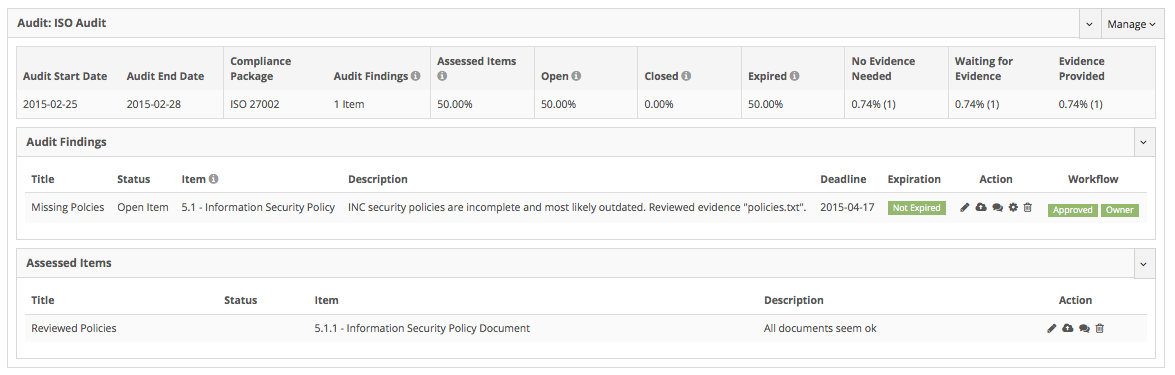 Audit: ISO Audit
Manage
Audit Start Date Audit End Date Compliance Package Audit Findings Assessed Items Open Closed Expired No Evidence Needed Waiting for Evidence Evidence Provided
2015-02-25 2015-02-28 ISO 27002 1 Item 50.00% 50.00% 0.00% 50.00% 0.74% (1) 0.74% (1) 0.74% (1)
Audit Findings
Title Status Item Description Deadline Expiration Action Workflow
Missing Polcies Open Item 5.1 - Information Security Policy INC security policies are incomplete and most likely outdated. Reviewed evidence "policies.txt". 2015-04-17 Not Expired Approved Owner
Assessed Items
Title Status Item Description Action
Reviewed Policies 5.1.1 - Information Security Policy Document All documents seem ok